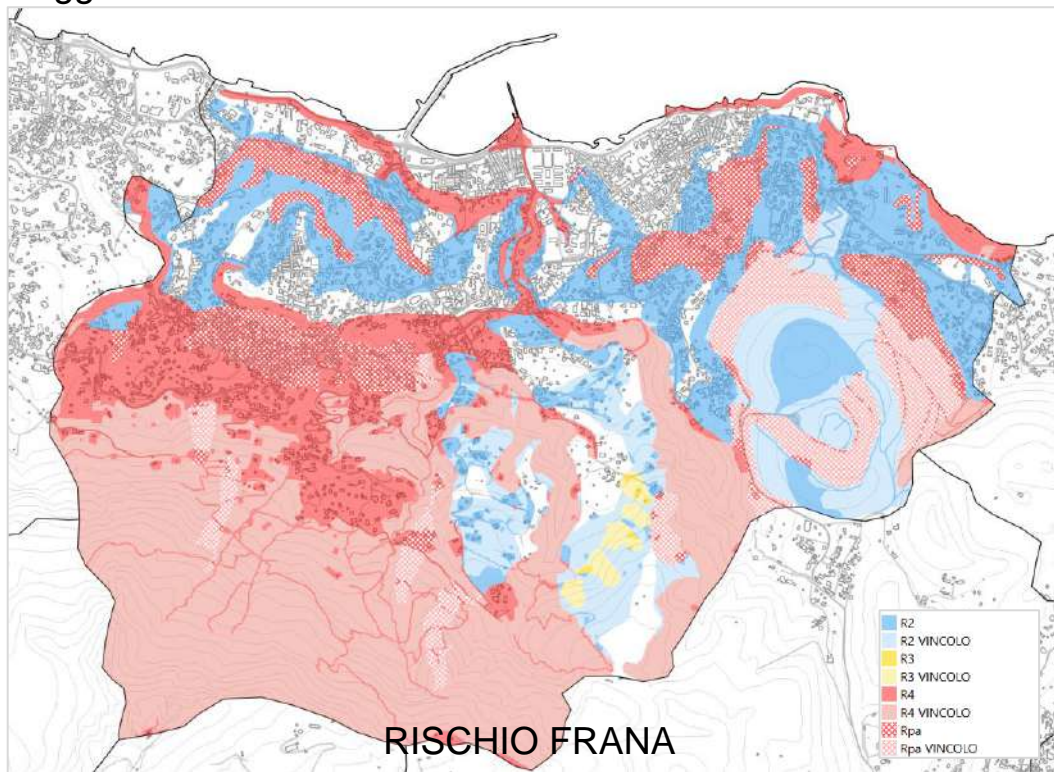 R2
R2 VINCOLO
R3
R3 VINCOLO
R4
R4 VINCOLO
Rpa
Rpa VINCOLO
RISCHIO FRANA